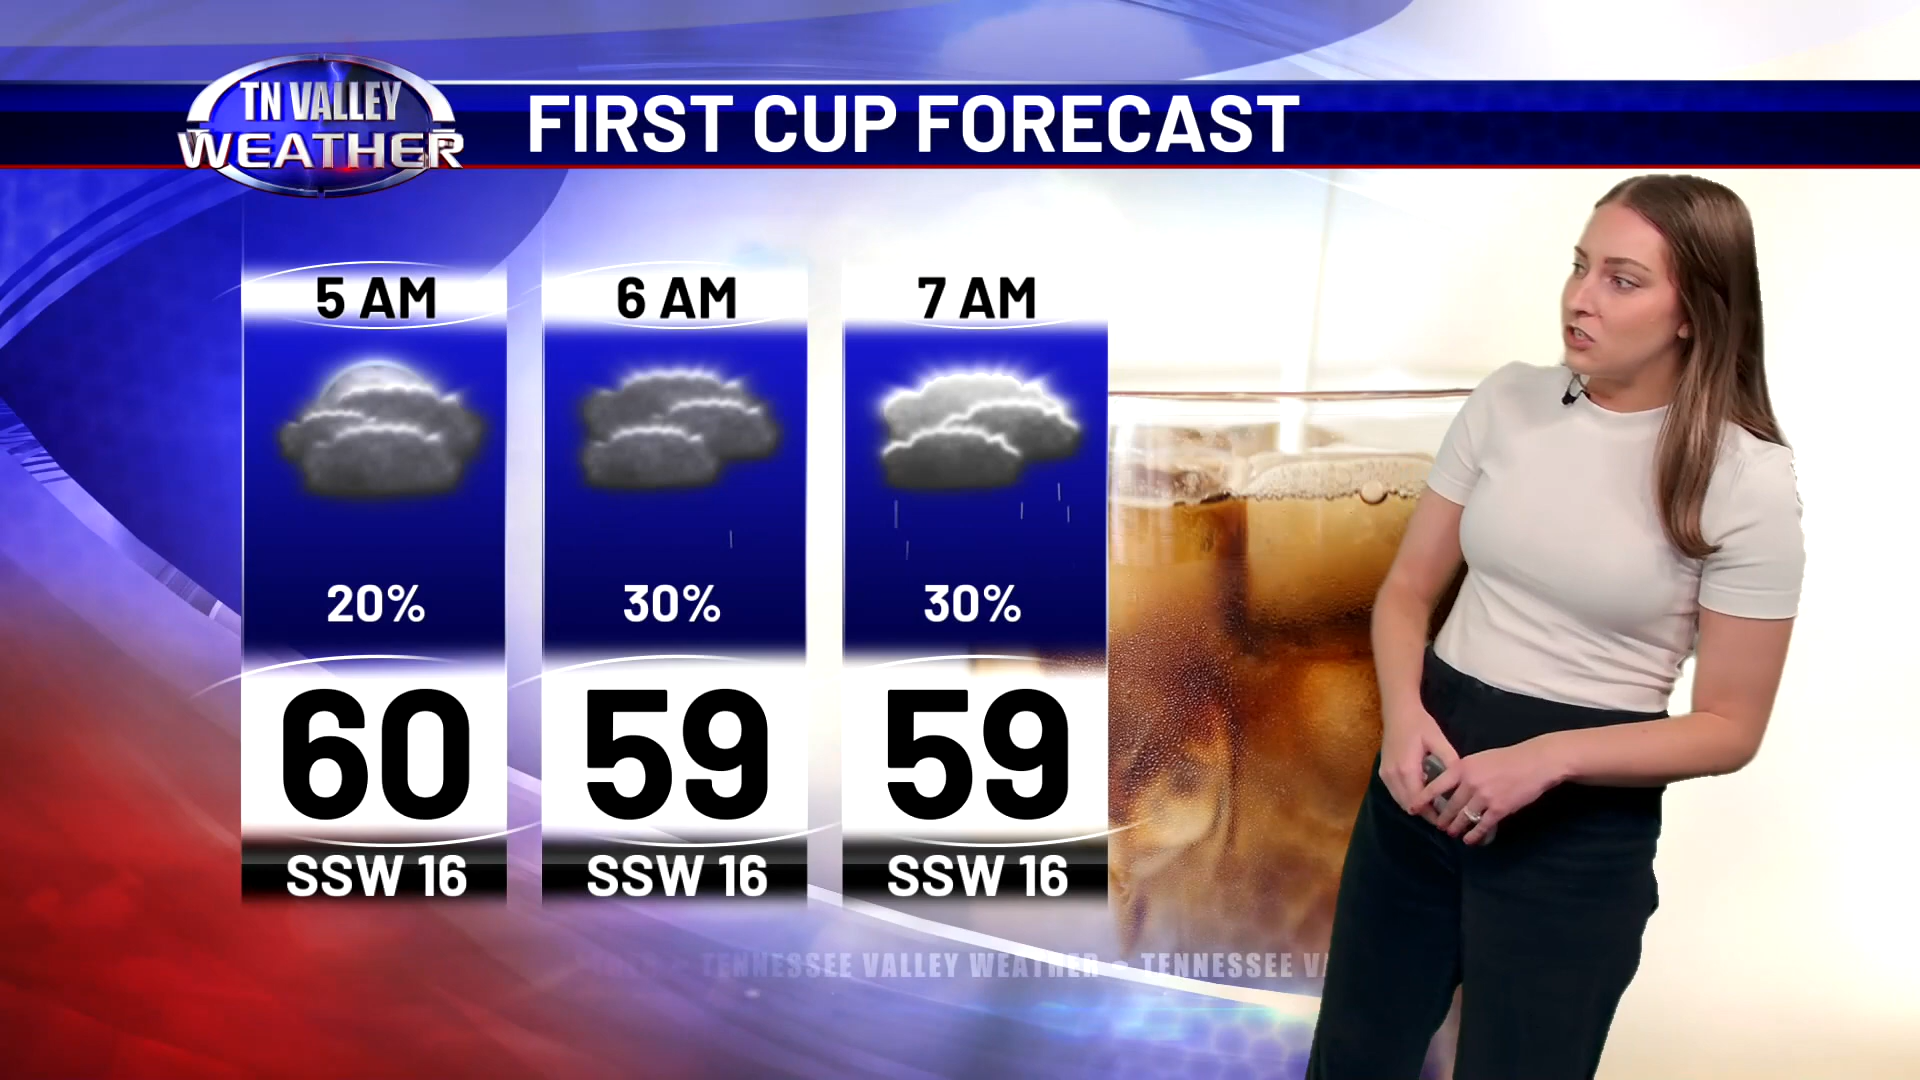 TN VALLEY
WEATHER
FIRST CUP FORECAST
5 AM
6 AM
7 AM
20%
30%
30%
60
59
59
SSW 16
SSW 16
SSW 16
TENNESSEE VALLEY WEATHER - TENNESSEE V